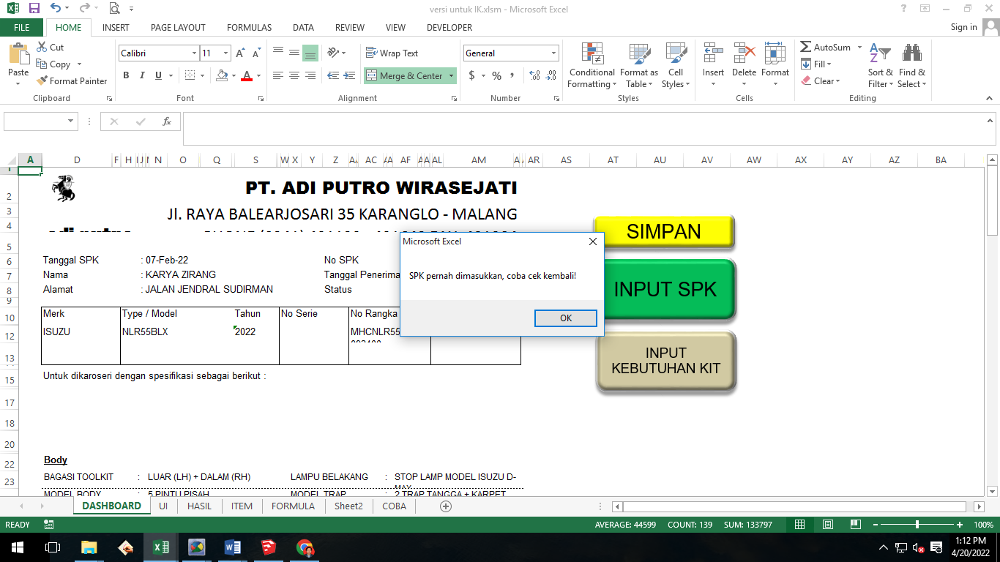 versi untuk IK.xlsm - Microsoft Excel
FILE HOME INSERT PAGE LAYOUT FORMULAS DATA REVIEW VIEW DEVELOPER Sign in
Paste Cut Copy Format Painter Clipboard
Calibri 11 B I U A Font
Wrap Text Merge & Center Alignment
General $ % , Number
Conditional Formatting Format as Table Cell Styles Styles
Insert Delete Format Cells
AutoSum Fill Clear Sort & Filter Find & Select Editing
fx
A D F H I J N O Q S W X Y Z AC AF AL AM AR AS AT AU AV AW AX AY AZ BA
1
2 PT. ADI PUTRO WIRASEJATI
3 Jl. RAYA BALEARJOSARI 35 KARANGLO - MALANG
4
5
6 Tanggal SPK : 07-Feb-22 No SPK
7 Nama : KARYA ZIRANG Tanggal Penerima
8 Alamat : JALAN JENDRAL SUDIRMAN Status
9
10 Merk Type / Model Tahun No Serie No Rangka
12 ISUZU NLR55BLX 2022 MHCNLR55
13
15 Untuk dikaroseri dengan spesifikasi sebagai berikut :
17
18
20
22 Body
23 BAGASI TOOLKIT : LUAR (LH) + DALAM (RH) LAMPU BELAKANG : STOP LAMP MODEL ISUZU D-
MODEL BODY : 5 PINTU PISAH MODEL TRAP : 2 TRAP TANGGA + KARPET
SIMPAN
INPUT SPK
INPUT
KEBUTUHAN KIT
Microsoft Excel
SPK pernah dimasukkan, coba cek kembali!
OK
DASHBOARD UI HASIL ITEM FORMULA Sheet2 COBA
READY AVERAGE: 44599 COUNT: 139 SUM: 133797 100%
1:12 PM
4/20/2022